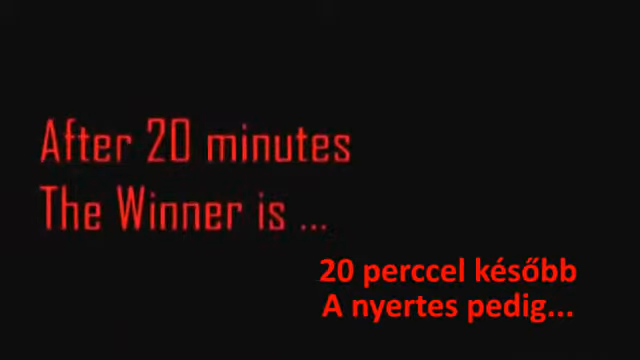 After 20 minutes
The Winner is ...
20 perccel később
A nyertes pedig...